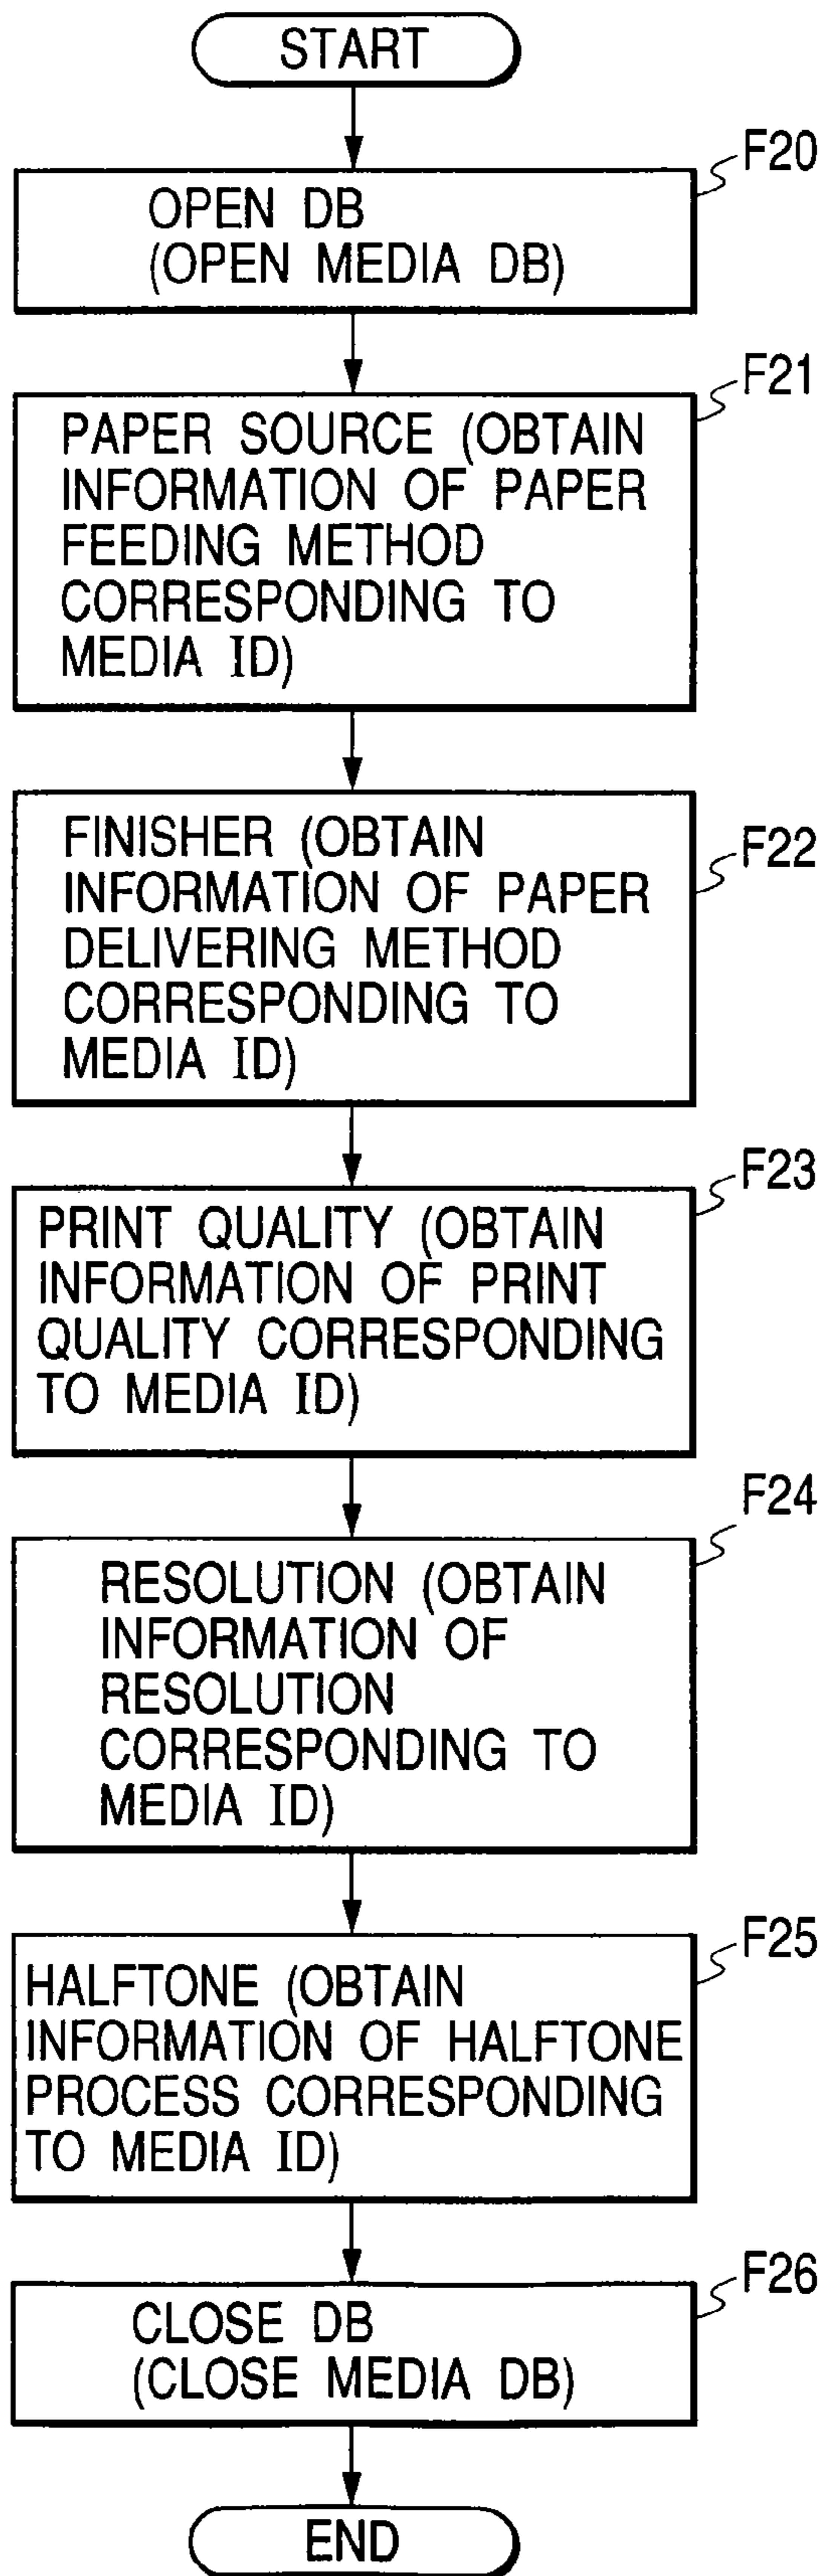 START
F20
OPEN DB
(OPEN MEDIA DB)
F21
PAPER SOURCE (OBTAIN
INFORMATION OF PAPER
FEEDING METHOD
CORRESPONDING TO
MEDIA ID)
F22
FINISHER (OBTAIN
INFORMATION OF PAPER
DELIVERING METHOD
CORRESPONDING TO
MEDIA ID)
F23
PRINT QUALITY (OBTAIN
INFORMATION OF PRINT
QUALITY CORRESPONDING
TO MEDIA ID)
F24
RESOLUTION (OBTAIN
INFORMATION OF
RESOLUTION
CORRESPONDING TO
MEDIA ID)
F25
HALFTONE (OBTAIN
INFORMATION OF HALFTONE
PROCESS CORRESPONDING
TO MEDIA ID)
F26
CLOSE DB
(CLOSE MEDIA DB)
END